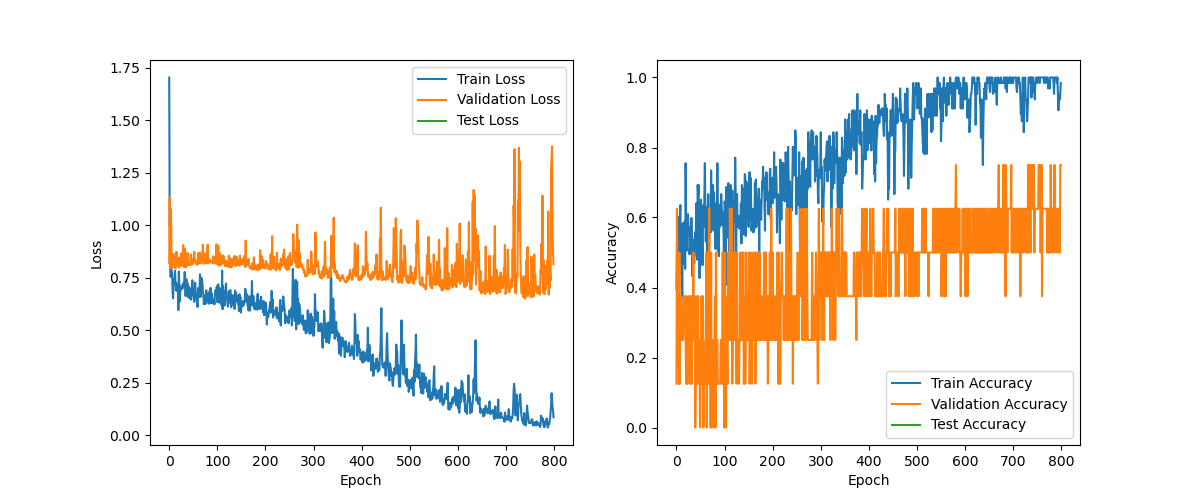 1.75
1.50
1.25
1.00
0.75
0.50
0.25
0.00
Loss
0 100 200 300 400 500 600 700 800
Epoch
Train Loss
Validation Loss
Test Loss
1.0
0.8
0.6
0.4
0.2
0.0
Accuracy
0 100 200 300 400 500 600 700 800
Epoch
Train Accuracy
Validation Accuracy
Test Accuracy